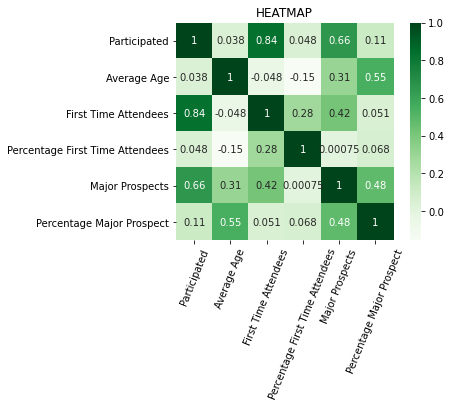 HEATMAP
Participated 1 0.038 0.84 0.048 0.66 0.11
Average Age 0.038 1 -0.048 -0.15 0.31 0.55
First Time Attendees 0.84 -0.048 1 0.28 0.42 0.051
Percentage First Time Attendees 0.048 -0.15 0.28 1 0.00075 0.068
Major Prospects 0.66 0.31 0.42 0.00075 1 0.48
Percentage Major Prospect 0.11 0.55 0.051 0.068 0.48 1
Participated
Average Age
First Time Attendees
Percentage First Time Attendees
Major Prospects
Percentage Major Prospect
1.0
0.8
0.6
0.4
0.2
0.0